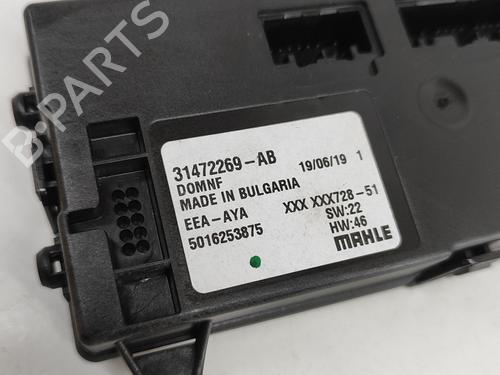 B-PARTS
31472269-AB 19/06/19 1
DOMNF
MADE IN BULGARIA
EEA-AYA XXX XXX728-51
5016253875 SW:22
HW:46
MAHLE
B-PARTS